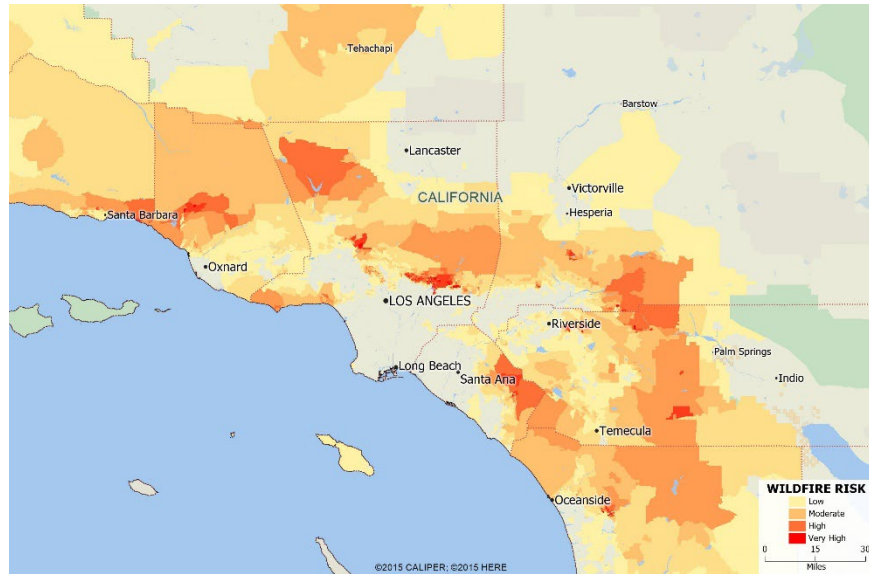 Tehachapi
Barstow
Lancaster
Victorville
CALIFORNIA
Hesperia
Santa Barbara
Oxnard
LOS ANGELES
Riverside
Palm Springs
Long Beach
Santa Ana
Indio
Temecula
Oceanside
WILDFIRE RISK
Low
Moderate
High
Very High
0 15 30
Miles
©2015 CALIPER; ©2015 HERE